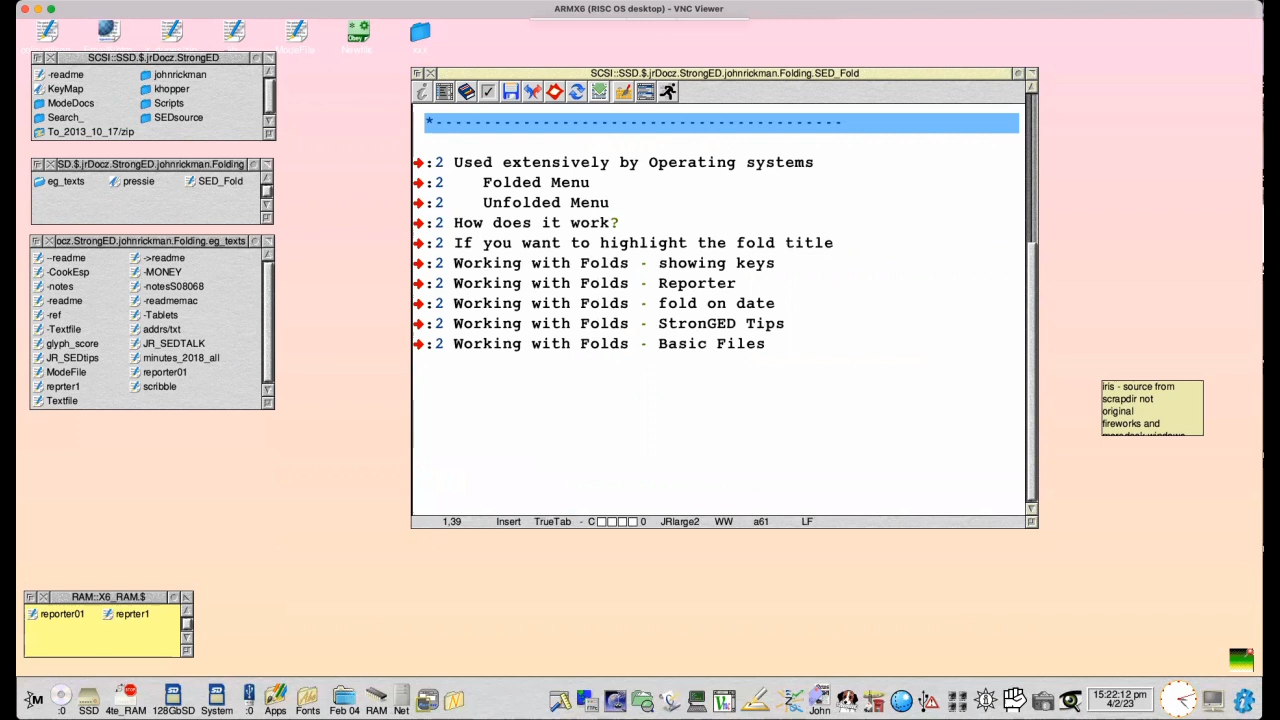 ARMX6 (RISC OS desktop) - VNC Viewer
ModeFile
Newfile
xxx
SCSI::SSD.$.jrDocz.StrongED
-readme
johnrickman
KeyMap
khopper
ModeDocs
Scripts
Search_
SEDsource
To_2013_10_17/zip
SD.$.jrDocz.StrongED.johnrickman.Folding
eg_texts
pressie
SED_Fold
ocz.StrongED.johnrickman.Folding.eg_texts
--readme
->readme
-CookEsp
-MONEY
-notes
-notesS08068
-readme
-readmemac
-ref
-Tablets
-Textfile
addrs/txt
glyph_score
JR_SEDTALK
JR_SEDtips
minutes_2018_all
ModeFile
reporter01
reprter1
scribble
Textfile
SCSI::SSD.$.jrDocz.StrongED.johnrickman.Folding.SED_Fold
*- - - - - - - - - - - - - - - - - - - - - - - - - - - - - - - - - - - - - - - - -
:2 Used extensively by Operating systems
:2 Folded Menu
:2 Unfolded Menu
:2 How does it work?
:2 If you want to highlight the fold title
:2 Working with Folds - showing keys
:2 Working with Folds - Reporter
:2 Working with Folds - fold on date
:2 Working with Folds - StronGED Tips
:2 Working with Folds - Basic Files
1,39 Insert TrueTab - C 0 JRlarge2 WW a61 LF
iris - source from
scrapdir not
original
fireworks and
RAM::X6_RAM.$
reporter01
reprter1
:0
SSD
4te_RAM
128GbSD
System
:0
Apps
Fonts
Feb 04
RAM
Net
John
15:22:12 pm
4/2/23